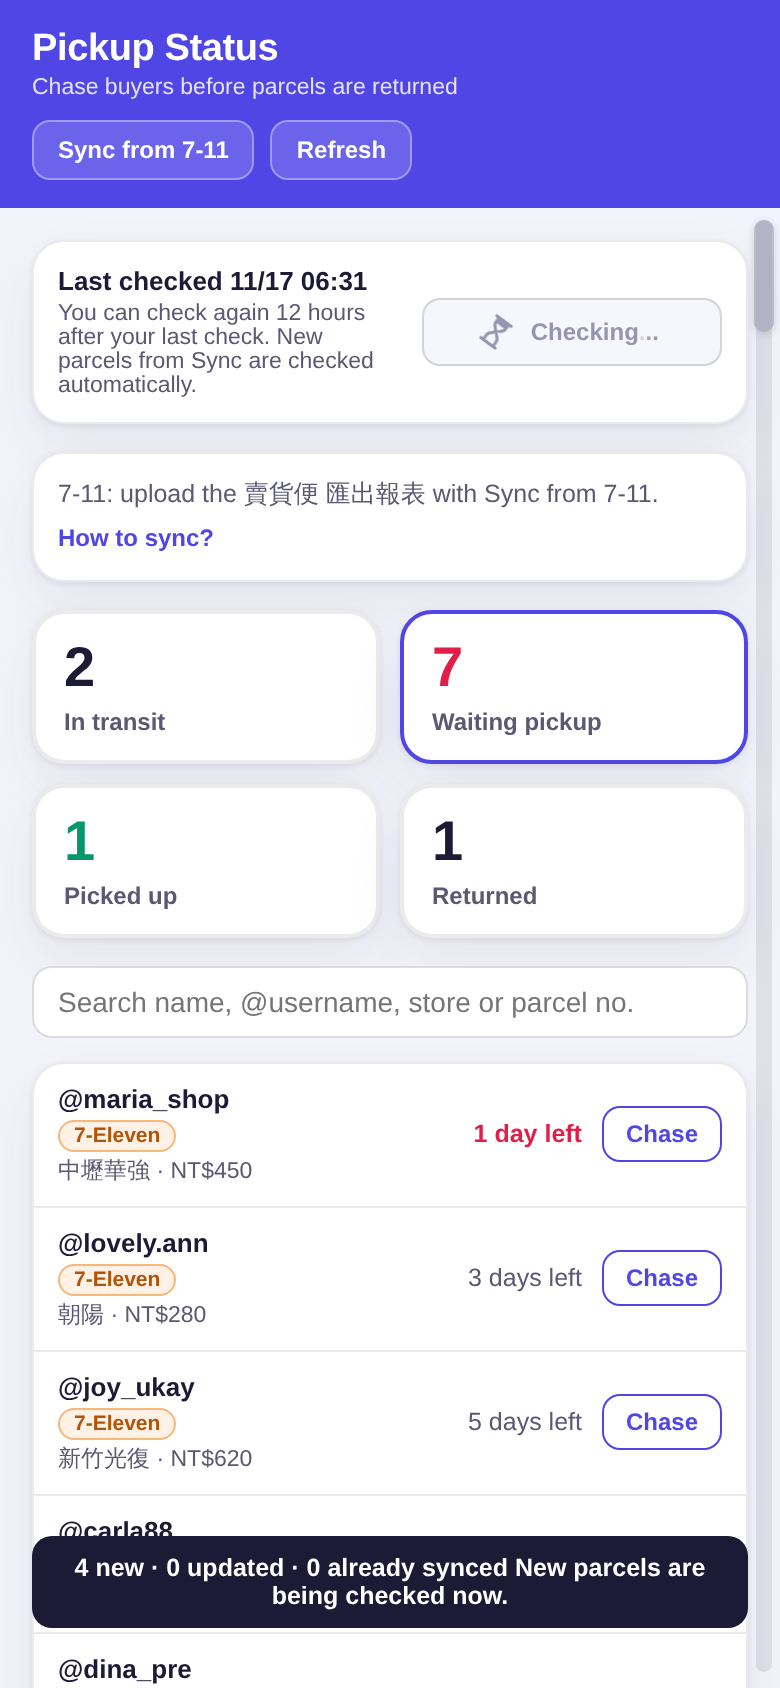 Pickup Status
Chase buyers before parcels are returned
Sync from 7-11
Refresh
Last checked 11/17 06:31
You can check again 12 hours
after your last check. New
parcels from Sync are checked
automatically.
Checking...
7-11: upload the 賣貨便 匯出報表 with Sync from 7-11.
How to sync?
2
In transit
7
Waiting pickup
1
Picked up
1
Returned
Search name, @username, store or parcel no.
@maria_shop
7-Eleven
中壢華強 · NT$450
1 day left
Chase
@lovely.ann
7-Eleven
朝陽 · NT$280
3 days left
Chase
@joy_ukay
7-Eleven
新竹光復 · NT$620
5 days left
Chase
@carla88
4 new · 0 updated · 0 already synced New parcels are
being checked now.
@dina_pre